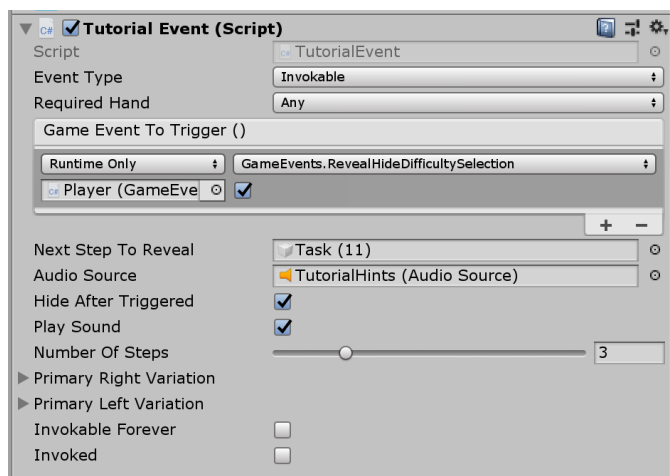 C# Tutorial Event (Script)
Script TutorialEvent
Event Type Invokable
Required Hand Any
Game Event To Trigger ()
Runtime Only GameEvents.RevealHideDifficultySelection
Player (GameEve
+ −
Next Step To Reveal Task (11)
Audio Source TutorialHints (Audio Source)
Hide After Triggered
Play Sound
Number Of Steps 3
Primary Right Variation
Primary Left Variation
Invokable Forever
Invoked